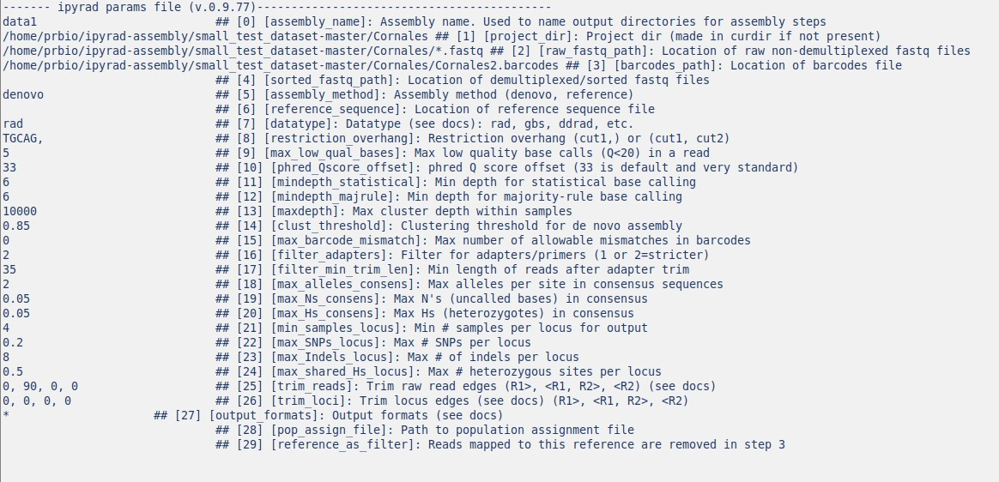 ------- ipyrad params file (v.0.9.77)-------------------------------------------
data1                          ## [0] [assembly_name]: Assembly name. Used to name output directories for assembly steps
/home/prbio/ipyrad-assembly/small_test_dataset-master/Cornales ## [1] [project_dir]: Project dir (made in curdir if not present)
/home/prbio/ipyrad-assembly/small_test_dataset-master/Cornales/*.fastq ## [2] [raw_fastq_path]: Location of raw non-demultiplexed fastq files
/home/prbio/ipyrad-assembly/small_test_dataset-master/Cornales/Cornales2.barcodes ## [3] [barcodes_path]: Location of barcodes file
                               ## [4] [sorted_fastq_path]: Location of demultiplexed/sorted fastq files
denovo                         ## [5] [assembly_method]: Assembly method (denovo, reference)
                               ## [6] [reference_sequence]: Location of reference sequence file
rad                            ## [7] [datatype]: Datatype (see docs): rad, gbs, ddrad, etc.
TGCAG,                         ## [8] [restriction_overhang]: Restriction overhang (cut1,) or (cut1, cut2)
5                              ## [9] [max_low_qual_bases]: Max low quality base calls (Q<20) in a read
33                             ## [10] [phred_Qscore_offset]: phred Q score offset (33 is default and very standard)
6                              ## [11] [mindepth_statistical]: Min depth for statistical base calling
6                              ## [12] [mindepth_majrule]: Min depth for majority-rule base calling
10000                          ## [13] [maxdepth]: Max cluster depth within samples
0.85                           ## [14] [clust_threshold]: Clustering threshold for de novo assembly
0                              ## [15] [max_barcode_mismatch]: Max number of allowable mismatches in barcodes
2                              ## [16] [filter_adapters]: Filter for adapters/primers (1 or 2=stricter)
35                             ## [17] [filter_min_trim_len]: Min length of reads after adapter trim
2                              ## [18] [max_alleles_consens]: Max alleles per site in consensus sequences
0.05                           ## [19] [max_Ns_consens]: Max N's (uncalled bases) in consensus
0.05                           ## [20] [max_Hs_consens]: Max Hs (heterozygotes) in consensus
4                              ## [21] [min_samples_locus]: Min # samples per locus for output
0.2                            ## [22] [max_SNPs_locus]: Max # SNPs per locus
8                              ## [23] [max_Indels_locus]: Max # of indels per locus
0.5                            ## [24] [max_shared_Hs_locus]: Max # heterozygous sites per locus
0, 90, 0, 0                    ## [25] [trim_reads]: Trim raw read edges (R1>, <R1, R2>, <R2) (see docs)
0, 0, 0, 0                     ## [26] [trim_loci]: Trim locus edges (see docs) (R1>, <R1, R2>, <R2)
*                     ## [27] [output_formats]: Output formats (see docs)
                               ## [28] [pop_assign_file]: Path to population assignment file
                               ## [29] [reference_as_filter]: Reads mapped to this reference are removed in step 3